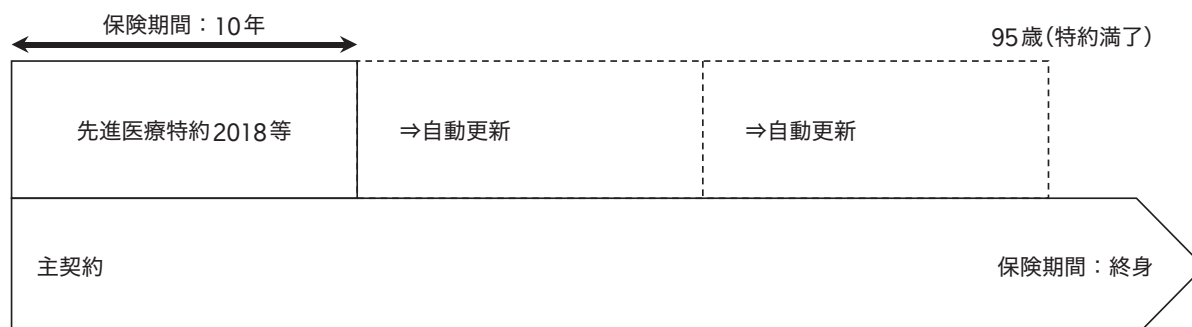 保険期間：10年
95歳（特約満了）
先進医療特約2018等
⇒自動更新
⇒自動更新
主契約
保険期間：終身